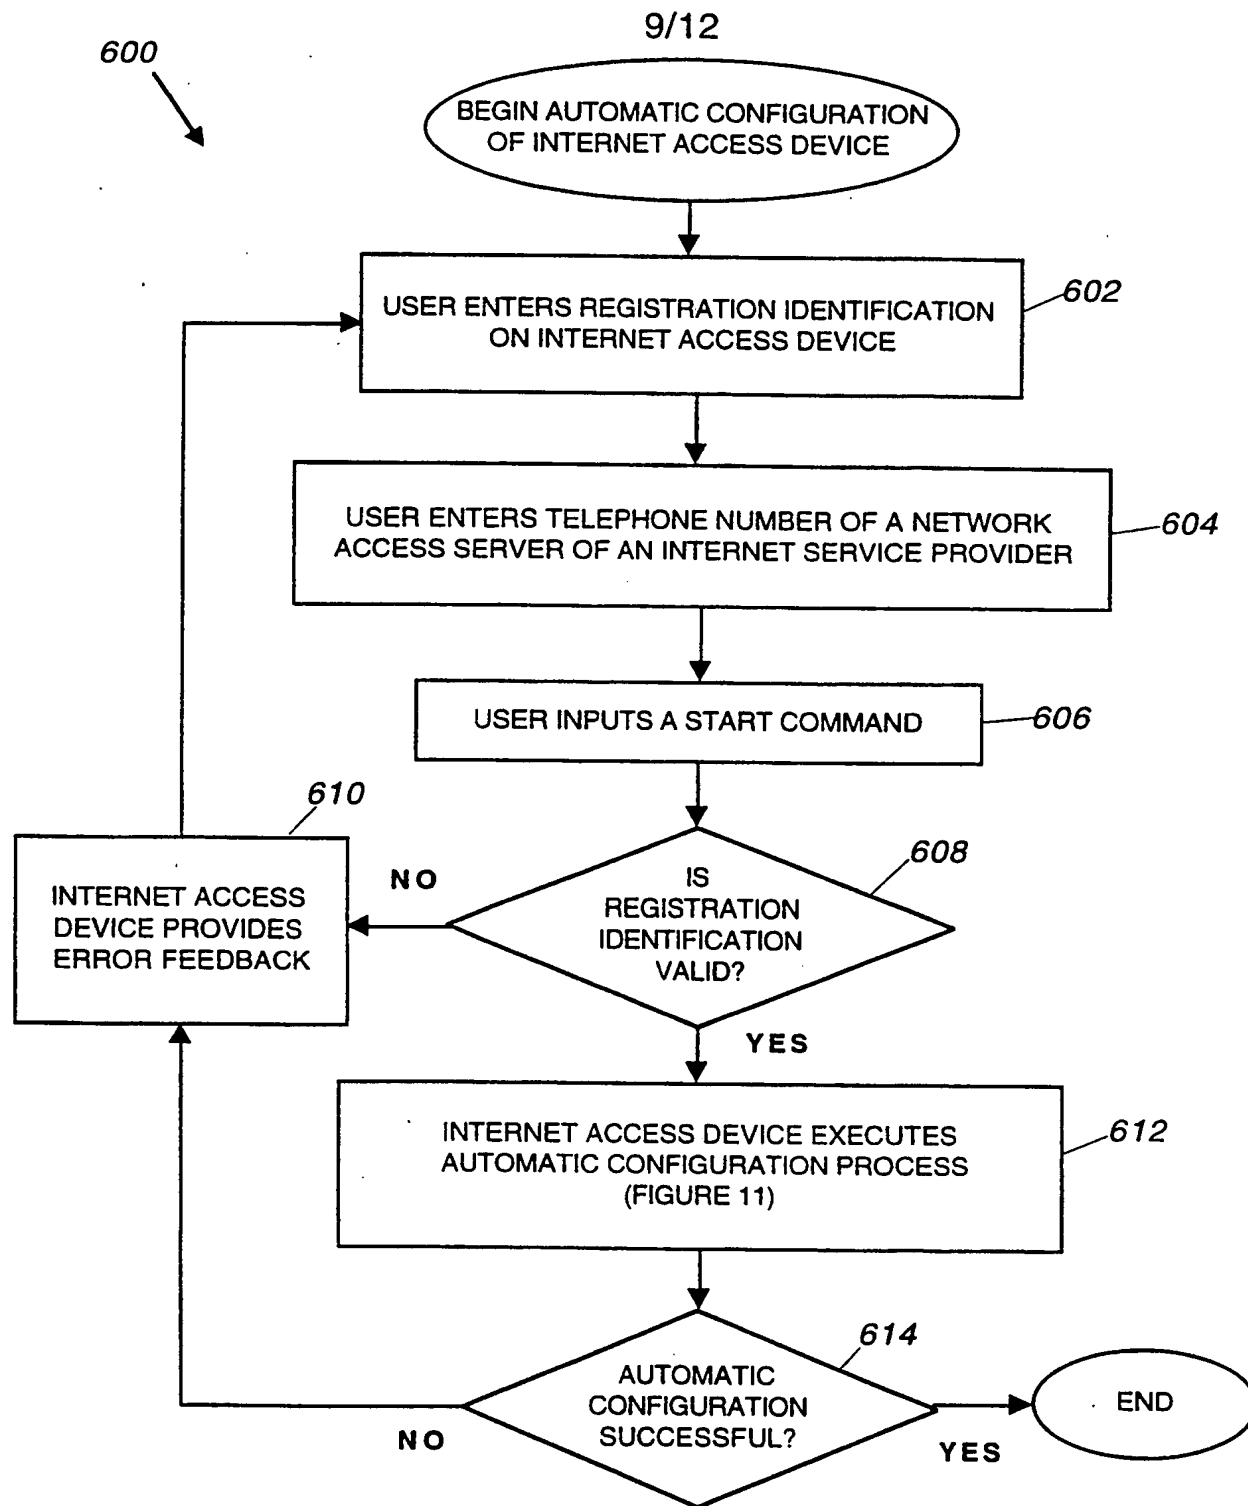 9/12
600
BEGIN AUTOMATIC CONFIGURATION
OF INTERNET ACCESS DEVICE
602
USER ENTERS REGISTRATION IDENTIFICATION
ON INTERNET ACCESS DEVICE
604
USER ENTERS TELEPHONE NUMBER OF A NETWORK
ACCESS SERVER OF AN INTERNET SERVICE PROVIDER
USER INPUTS A START COMMAND
606
610
608
IS
REGISTRATION
IDENTIFICATION
VALID?
NO
INTERNET ACCESS
DEVICE PROVIDES
ERROR FEEDBACK
YES
612
INTERNET ACCESS DEVICE EXECUTES
AUTOMATIC CONFIGURATION PROCESS
(FIGURE 11)
614
AUTOMATIC
CONFIGURATION
SUCCESSFUL?
NO
YES
END